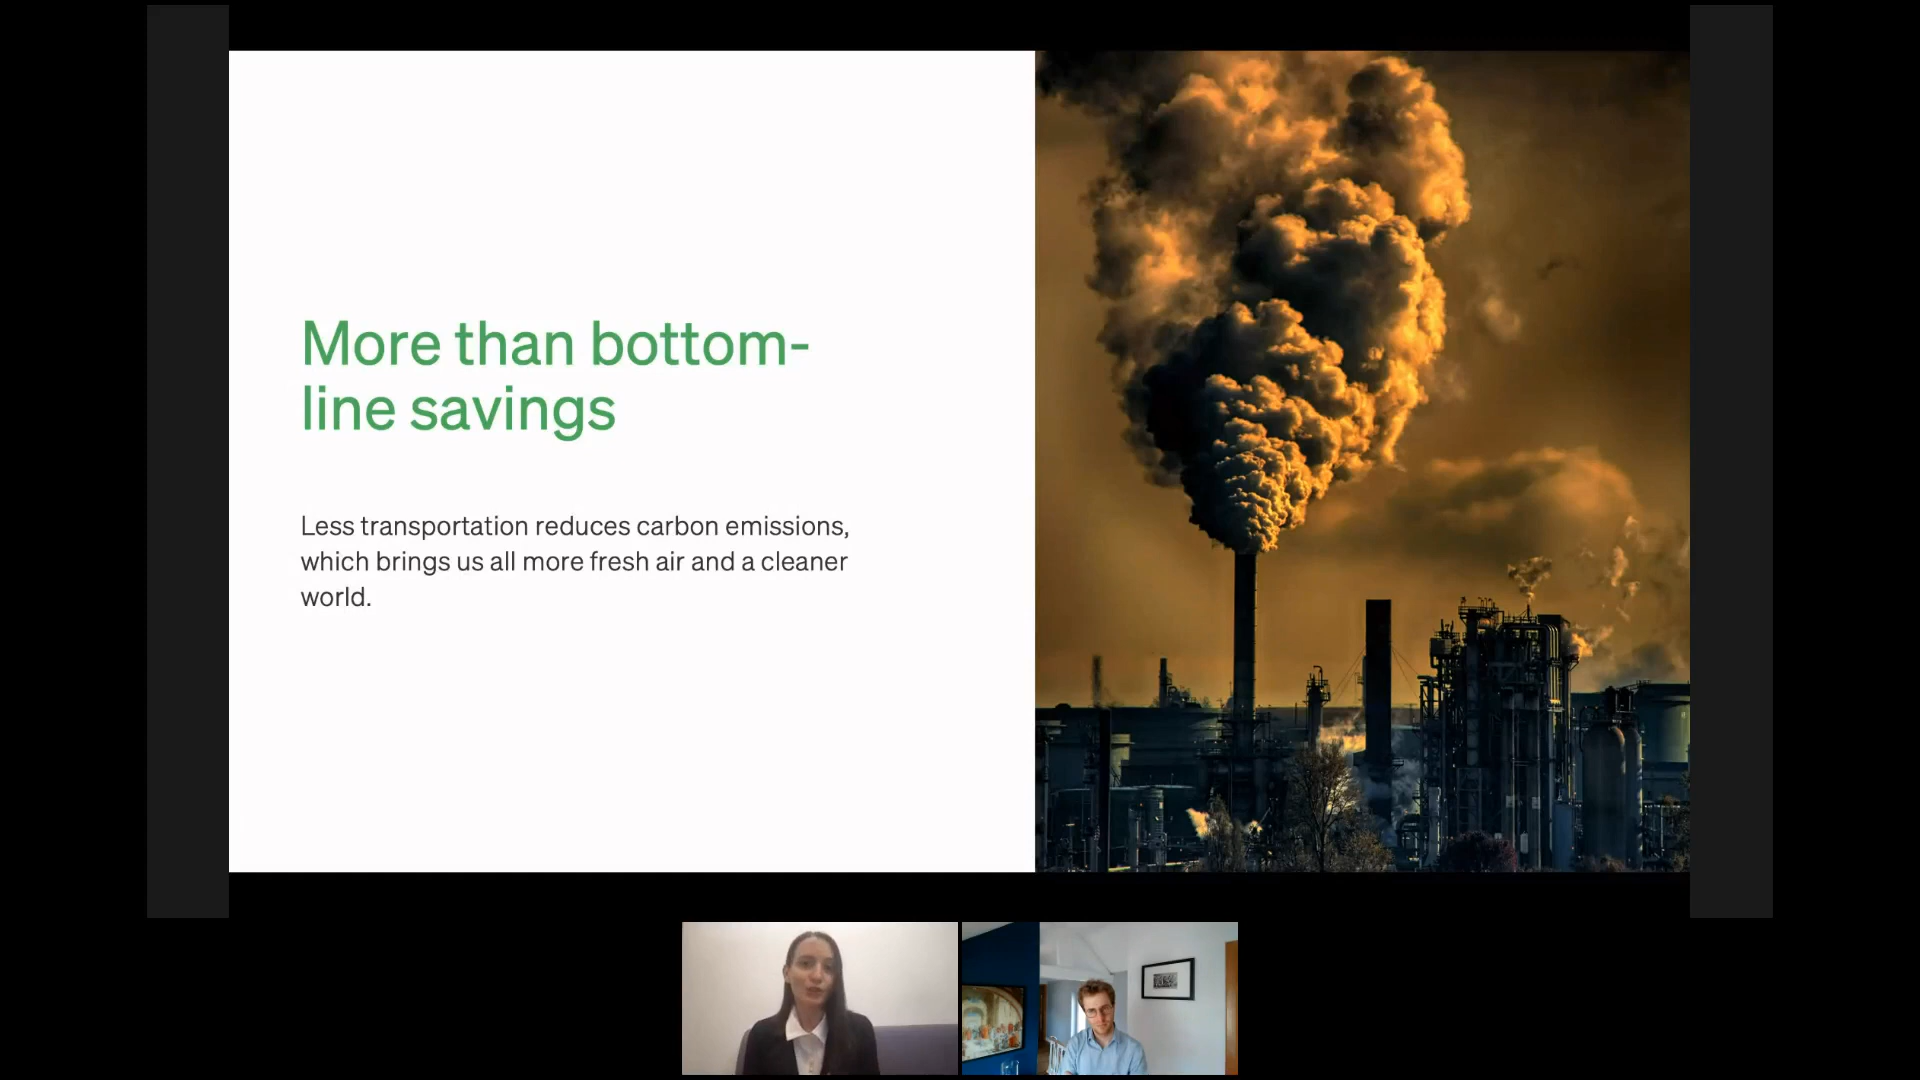 More than bottom-
line savings
Less transportation reduces carbon emissions,
which brings us all more fresh air and a cleaner
world.